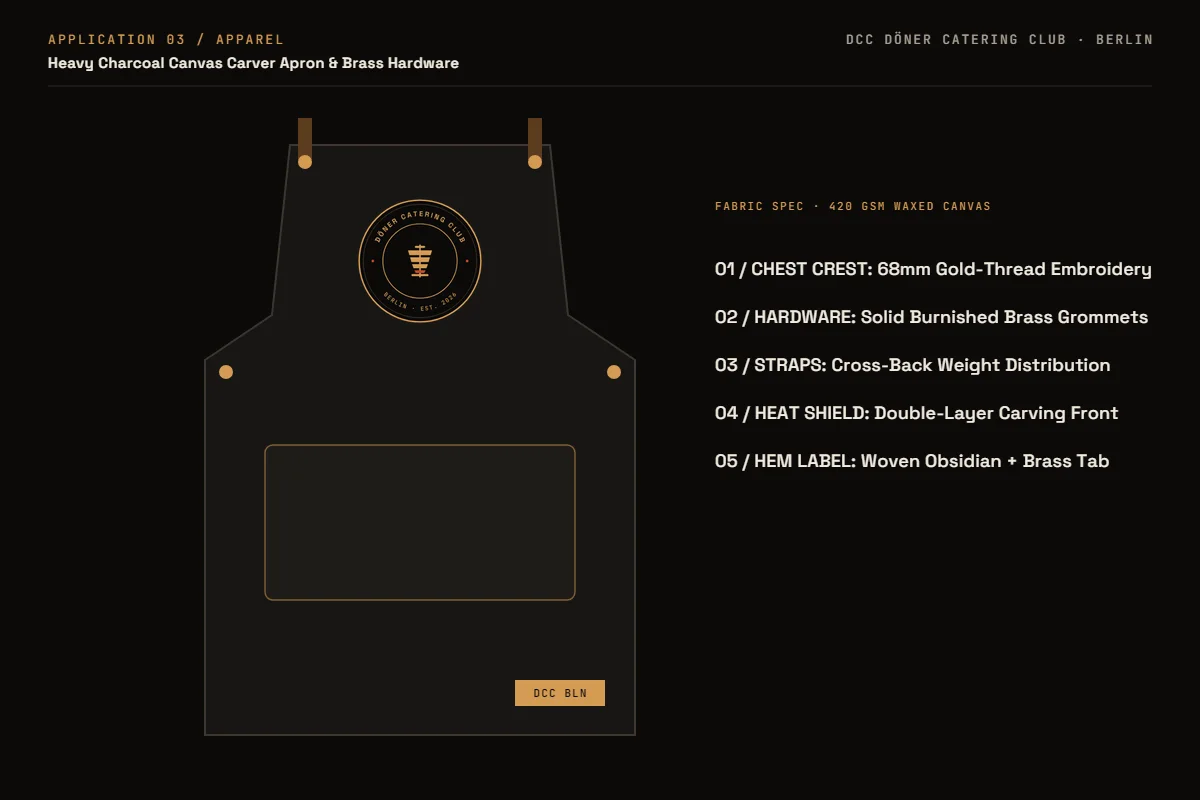 APPLICATION 03 / APPAREL
DCC DÖNER CATERING CLUB · BERLIN
Heavy Charcoal Canvas Carver Apron & Brass Hardware
DÖNER CATERING CLUB
BERLIN · EST. 2026
DCC BLN
FABRIC SPEC · 420 GSM WAXED CANVAS
01 / CHEST CREST: 68mm Gold-Thread Embroidery
02 / HARDWARE: Solid Burnished Brass Grommets
03 / STRAPS: Cross-Back Weight Distribution
04 / HEAT SHIELD: Double-Layer Carving Front
05 / HEM LABEL: Woven Obsidian + Brass Tab